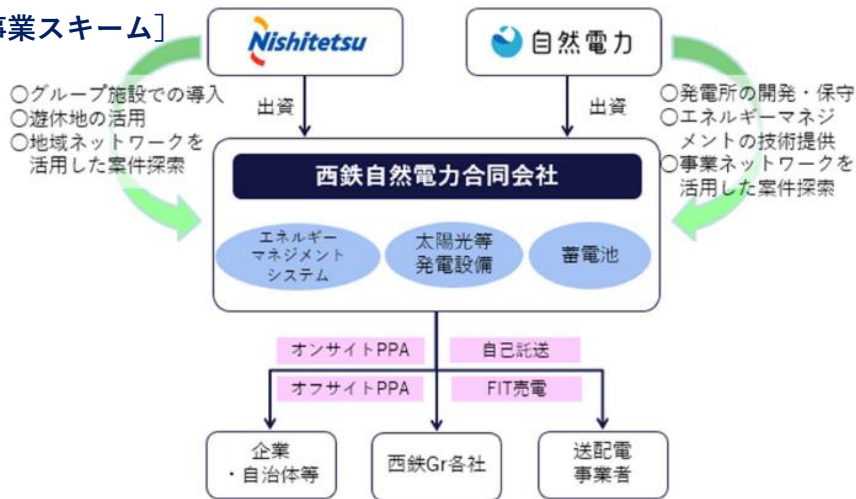 事業スキーム］
Nishitetsu
自然電力
○グループ施設での導入
○遊休地の活用
○地域ネットワークを
活用した案件探索
出資
出資
○発電所の開発・保守
○エネルギーマネジ
メントの技術提供
○事業ネットワークを
活用した案件探索
西鉄自然電力合同会社
エネルギー
マネジメント
システム
太陽光等
発電設備
蓄電池
オンサイトPPA
自己託送
オフサイトPPA
FIT売電
企業
・自治体等
西鉄Gr各社
送配電
事業者